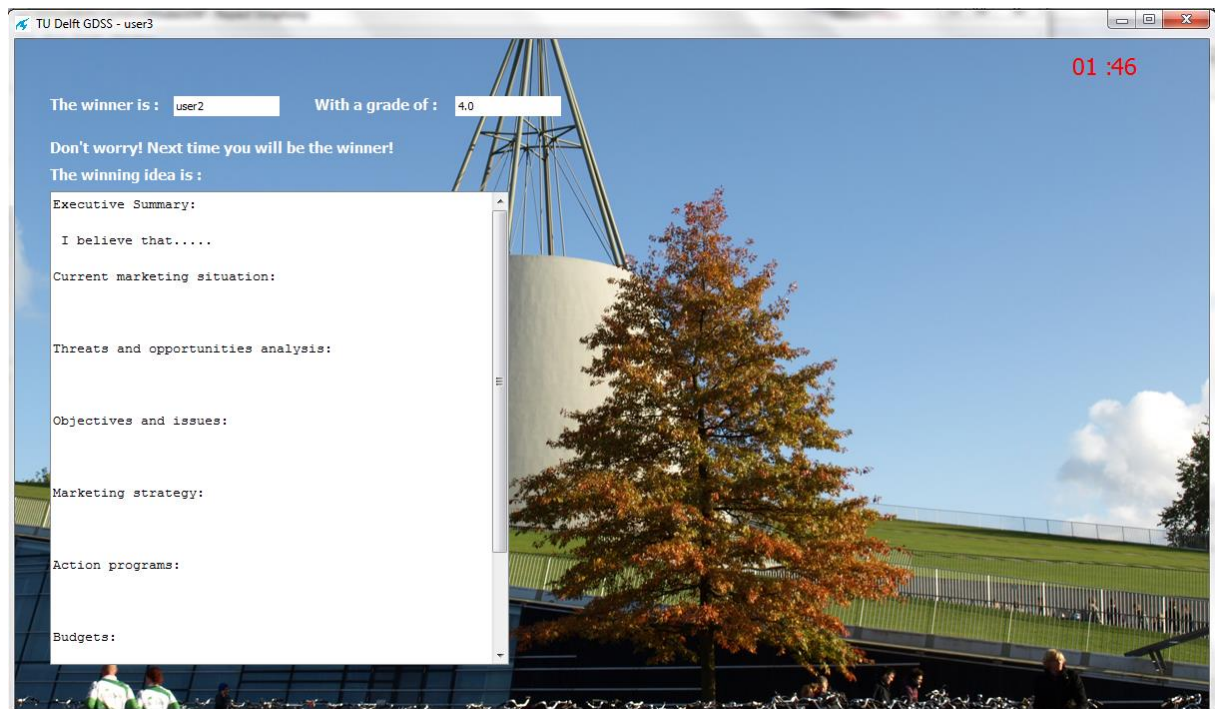 TU Delft GDSS - user3
01 :46
The winner is : user2 With a grade of : 4.0
Don't worry! Next time you will be the winner!
The winning idea is :
Executive Summary:
I believe that.....
Current marketing situation:
Threats and opportunities analysis:
Objectives and issues:
Marketing strategy:
Action programs:
Budgets: